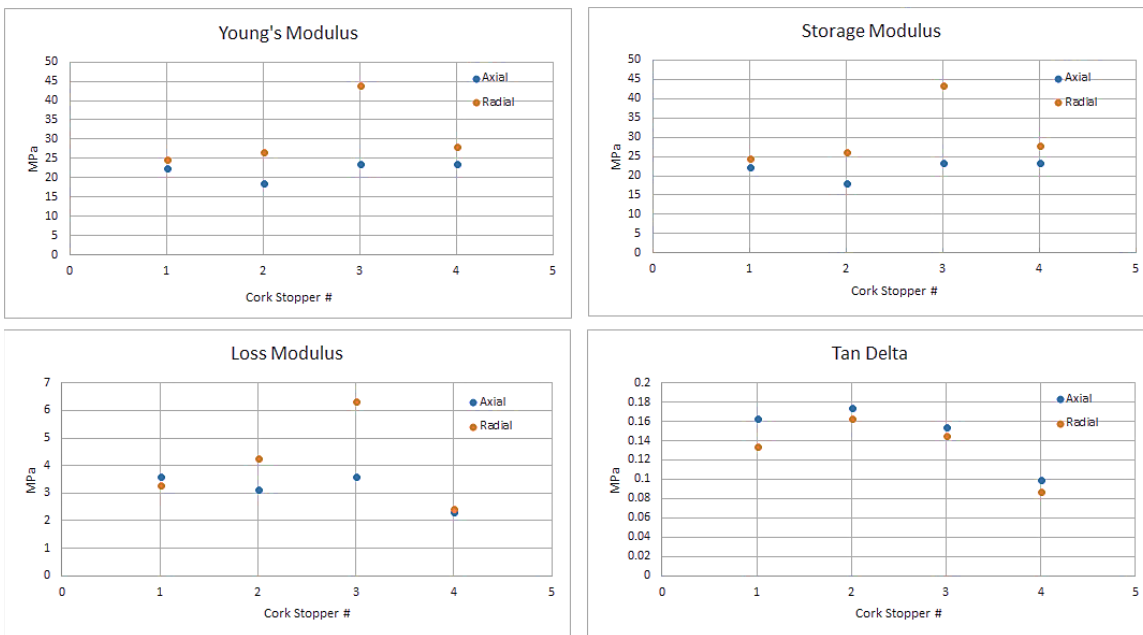 Young's Modulus
50
45
40
35
30
25
20
15
10
5
0
MPa
Axial
Radial
0 1 2 3 4 5
Cork Stopper #
Storage Modulus
50
45
40
35
30
25
20
15
10
5
0
MPa
Axial
Radial
0 1 2 3 4 5
Cork Stopper #
Loss Modulus
7
6
5
4
3
2
1
0
MPa
Axial
Radial
0 1 2 3 4 5
Cork Stopper #
Tan Delta
0.2
0.18
0.16
0.14
0.12
0.1
0.08
0.06
0.04
0.02
0
MPa
Axial
Radial
0 1 2 3 4 5
Cork Stopper #